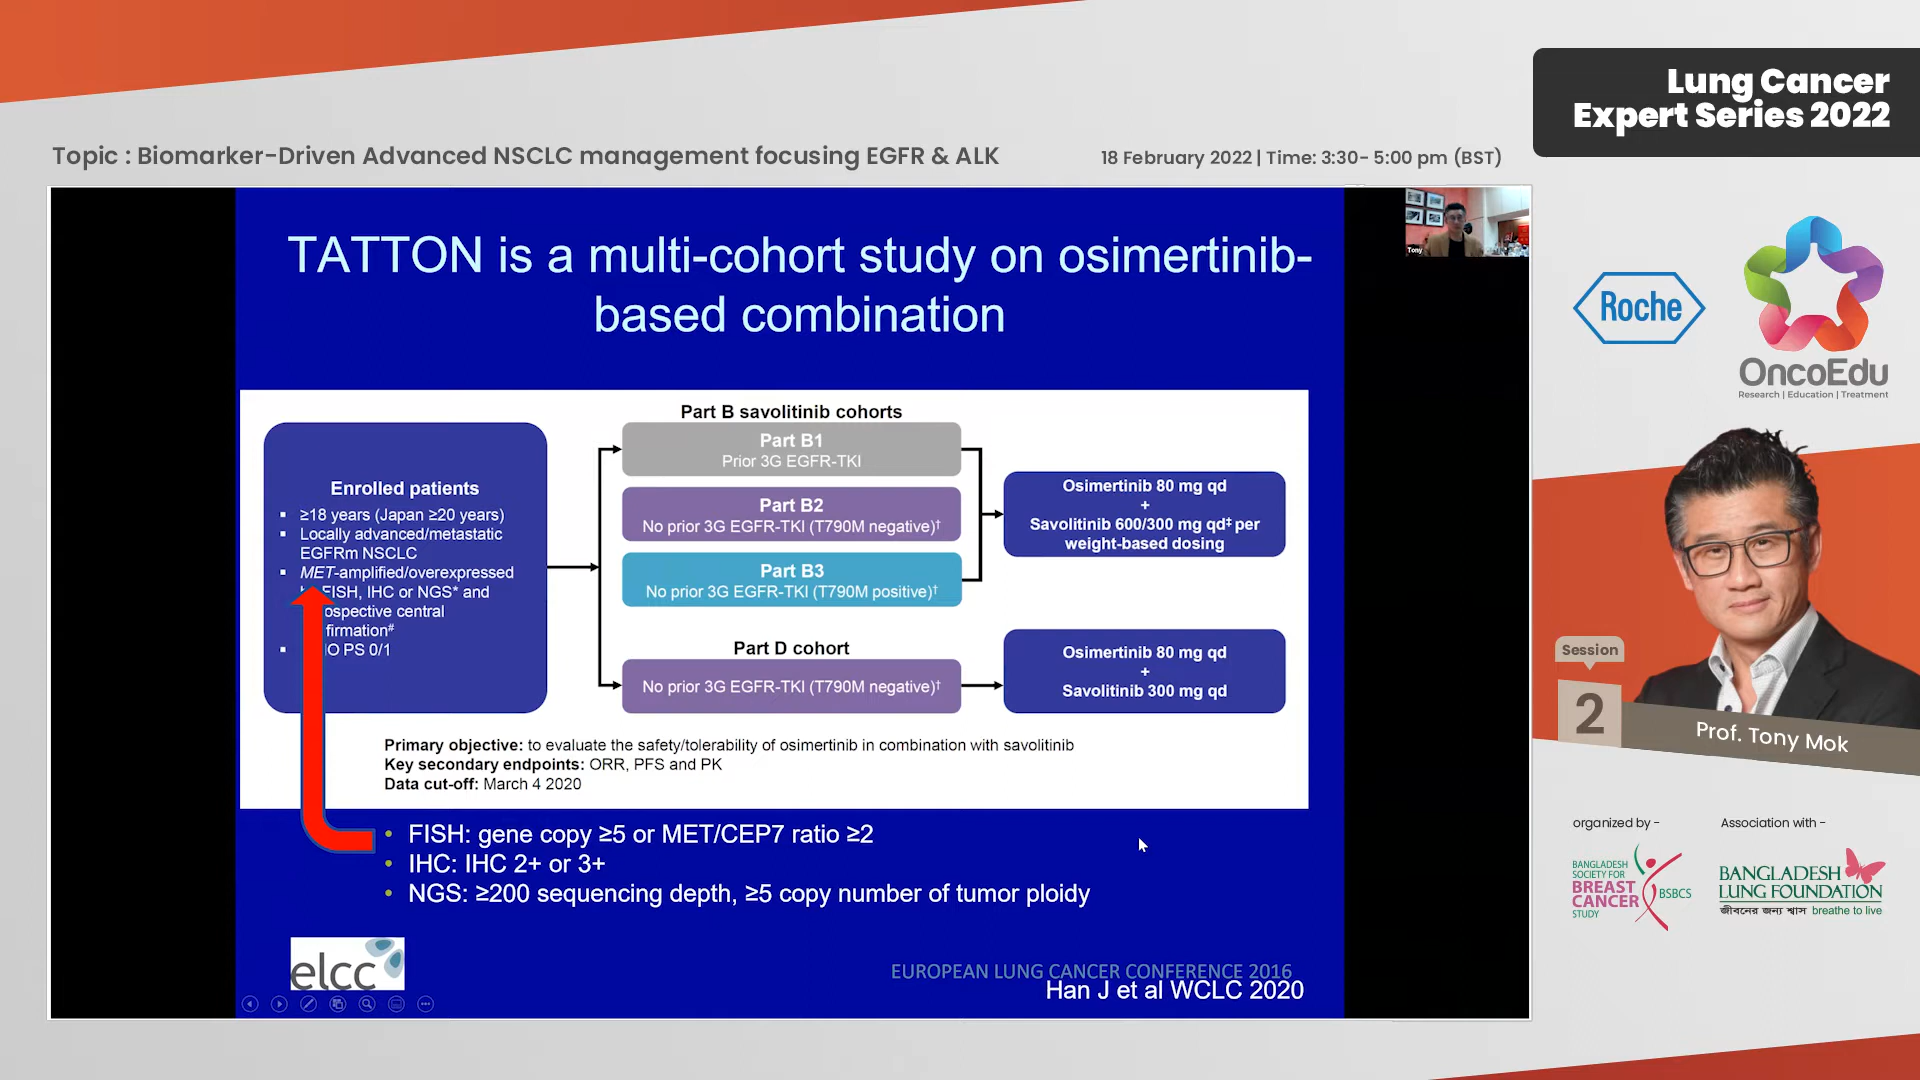 Lung Cancer
Expert Series 2022
Topic : Biomarker-Driven Advanced NSCLC management focusing EGFR & ALK
18 February 2022 | Time: 3:30- 5:00 pm (BST)
TATTON is a multi-cohort study on osimertinib-
based combination
Tony
Part B savolitinib cohorts
Enrolled patients
▪ ≥18 years (Japan ≥20 years)
▪ Locally advanced/metastatic
EGFRm NSCLC
▪ MET-amplified/overexpressed
FISH, IHC or NGS* and
ospective central
firmation#
▪ O PS 0/1
Part B1
Prior 3G EGFR-TKI
Part B2
No prior 3G EGFR-TKI (T790M negative)†
Part B3
No prior 3G EGFR-TKI (T790M positive)†
Osimertinib 80 mg qd
+
Savolitinib 600/300 mg qd‡ per
weight-based dosing
Part D cohort
No prior 3G EGFR-TKI (T790M negative)†
Osimertinib 80 mg qd
+
Savolitinib 300 mg qd
Primary objective: to evaluate the safety/tolerability of osimertinib in combination with savolitinib
Key secondary endpoints: ORR, PFS and PK
Data cut-off: March 4 2020
• FISH: gene copy ≥5 or MET/CEP7 ratio ≥2
• IHC: IHC 2+ or 3+
• NGS: ≥200 sequencing depth, ≥5 copy number of tumor ploidy
elcc
EUROPEAN LUNG CANCER CONFERENCE 2016
Han J et al WCLC 2020
Roche
OncoEdu
Research | Education | Treatment
Session
2
Prof. Tony Mok
organized by -
Association with -
BANGLADESH
SOCIETY FOR
BREAST
CANCER
STUDY
BSBCS
BANGLADESH
LUNG FOUNDATION
জীবনের জন্য শ্বাস breathe to live